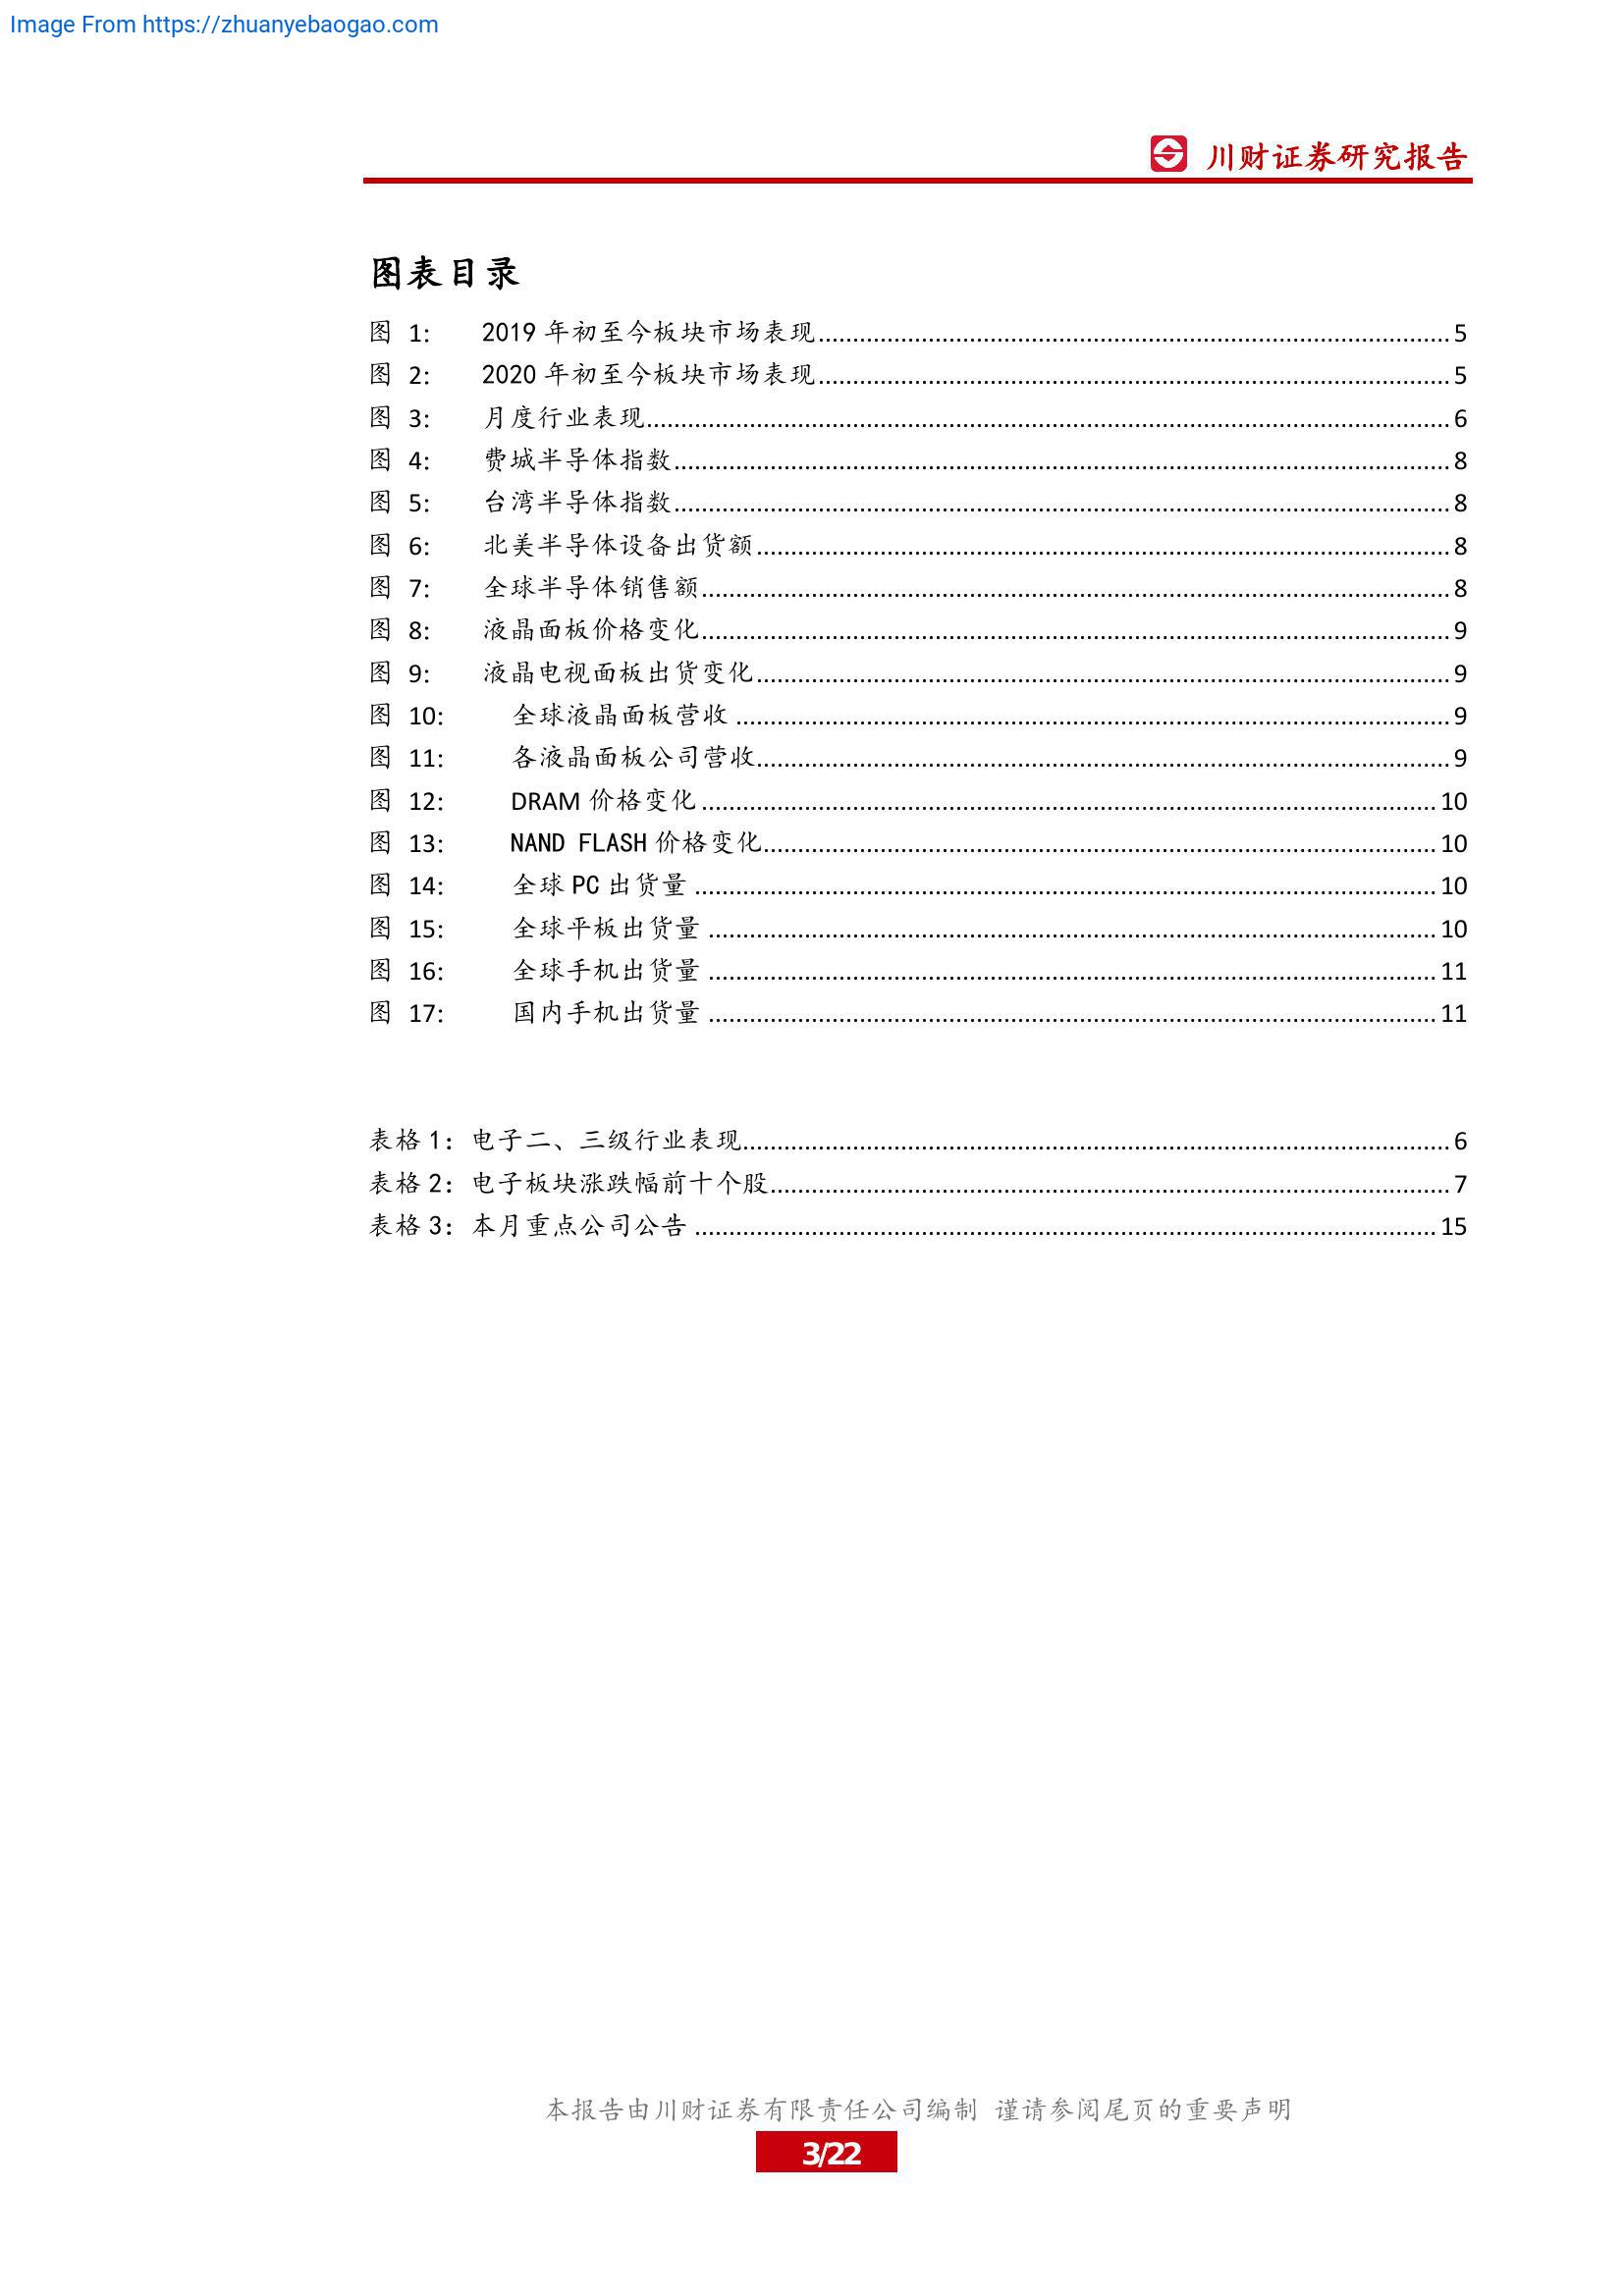 Image From https://zhuanyebaogao.com
川财证券研究报告
图表目录
图 1: 2019 年初至今板块市场表现 5
图 2: 2020 年初至今板块市场表现 5
图 3: 月度行业表现 6
图 4: 费城半导体指数 8
图 5: 台湾半导体指数 8
图 6: 北美半导体设备出货额 8
图 7: 全球半导体销售额 8
图 8: 液晶面板价格变化 9
图 9: 液晶电视面板出货变化 9
图 10: 全球液晶面板营收 9
图 11: 各液晶面板公司营收 9
图 12: DRAM 价格变化 10
图 13: NAND FLASH 价格变化 10
图 14: 全球 PC 出货量 10
图 15: 全球平板出货量 10
图 16: 全球手机出货量 11
图 17: 国内手机出货量 11
表格 1：电子二、三级行业表现 6
表格 2：电子板块涨跌幅前十个股 7
表格 3：本月重点公司公告 15
本报告由川财证券有限责任公司编制 谨请参阅尾页的重要声明
3/22